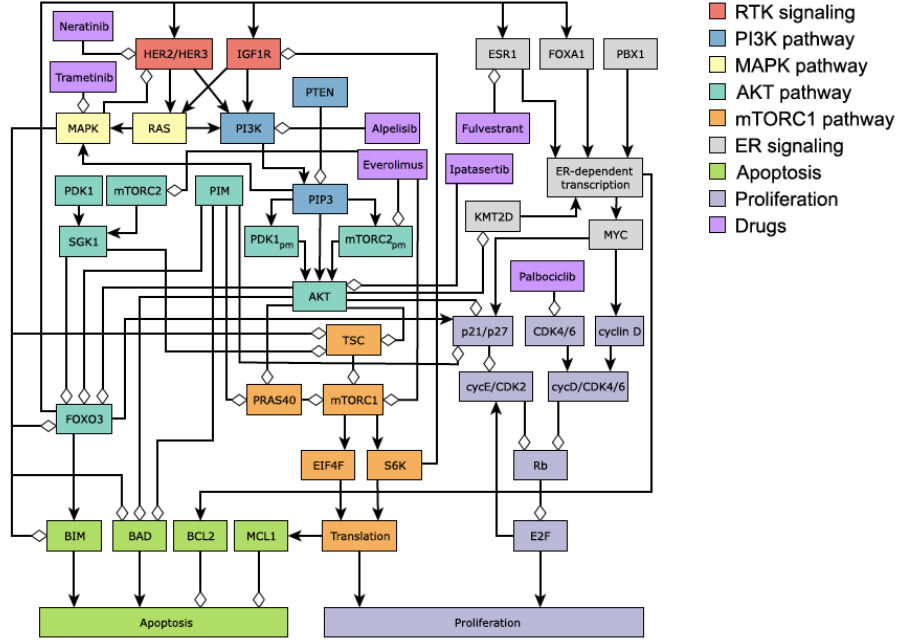 Neratinib
HER2/HER3
IGF1R
ESR1
FOXA1
PBX1
Trametinib
PTEN
MAPK
RAS
PI3K
Alpelisib
Fulvestrant
Everolimus
Ipatasertib
ER-dependent
transcription
PDK1
mTORC2
PIM
PIP3
KMT2D
SGK1
PDK1pm
mTORC2pm
MYC
Palbociclib
AKT
p21/p27
CDK4/6
cyclin D
TSC
PRAS40
mTORC1
cycE/CDK2
cycD/CDK4/6
FOXO3
EIF4F
S6K
Rb
BIM
BAD
BCL2
MCL1
Translation
E2F
Apoptosis
Proliferation
RTK signaling
PI3K pathway
MAPK pathway
AKT pathway
mTORC1 pathway
ER signaling
Apoptosis
Proliferation
Drugs